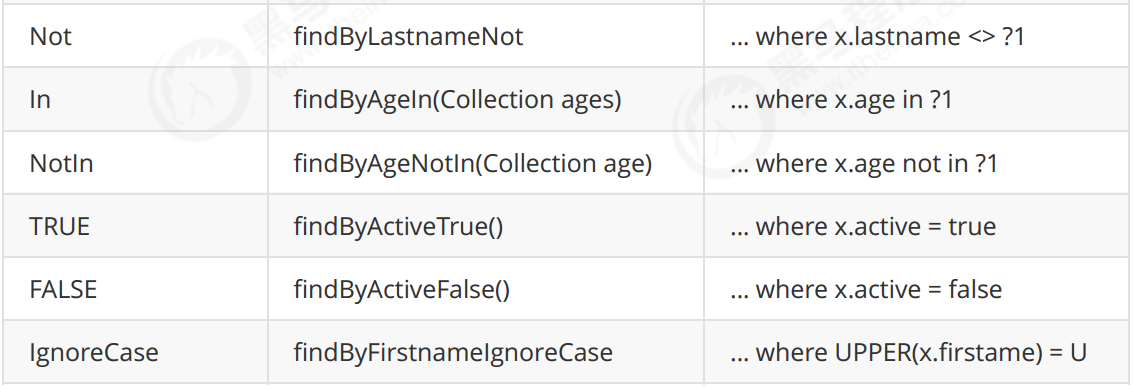 Not findByLastnameNot ... where x.lastname <> ?1
In findByAgeIn(Collection ages) ... where x.age in ?1
NotIn findByAgeNotIn(Collection age) ... where x.age not in ?1
TRUE findByActiveTrue() ... where x.active = true
FALSE findByActiveFalse() ... where x.active = false
IgnoreCase findByFirstnameIgnoreCase ... where UPPER(x.firstame) = U